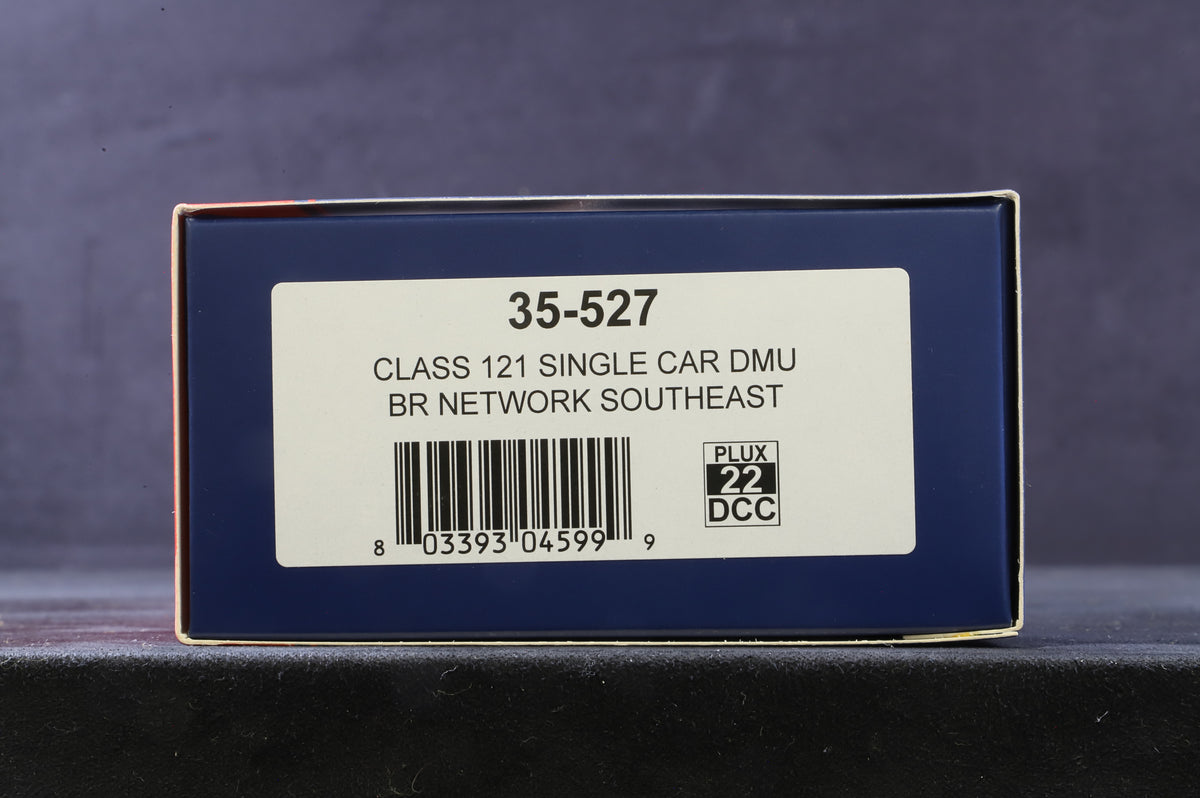 35-527
CLASS 121 SINGLE CAR DMU
BR NETWORK SOUTHEAST
8 03393 04599 9
PLUX
22
DCC